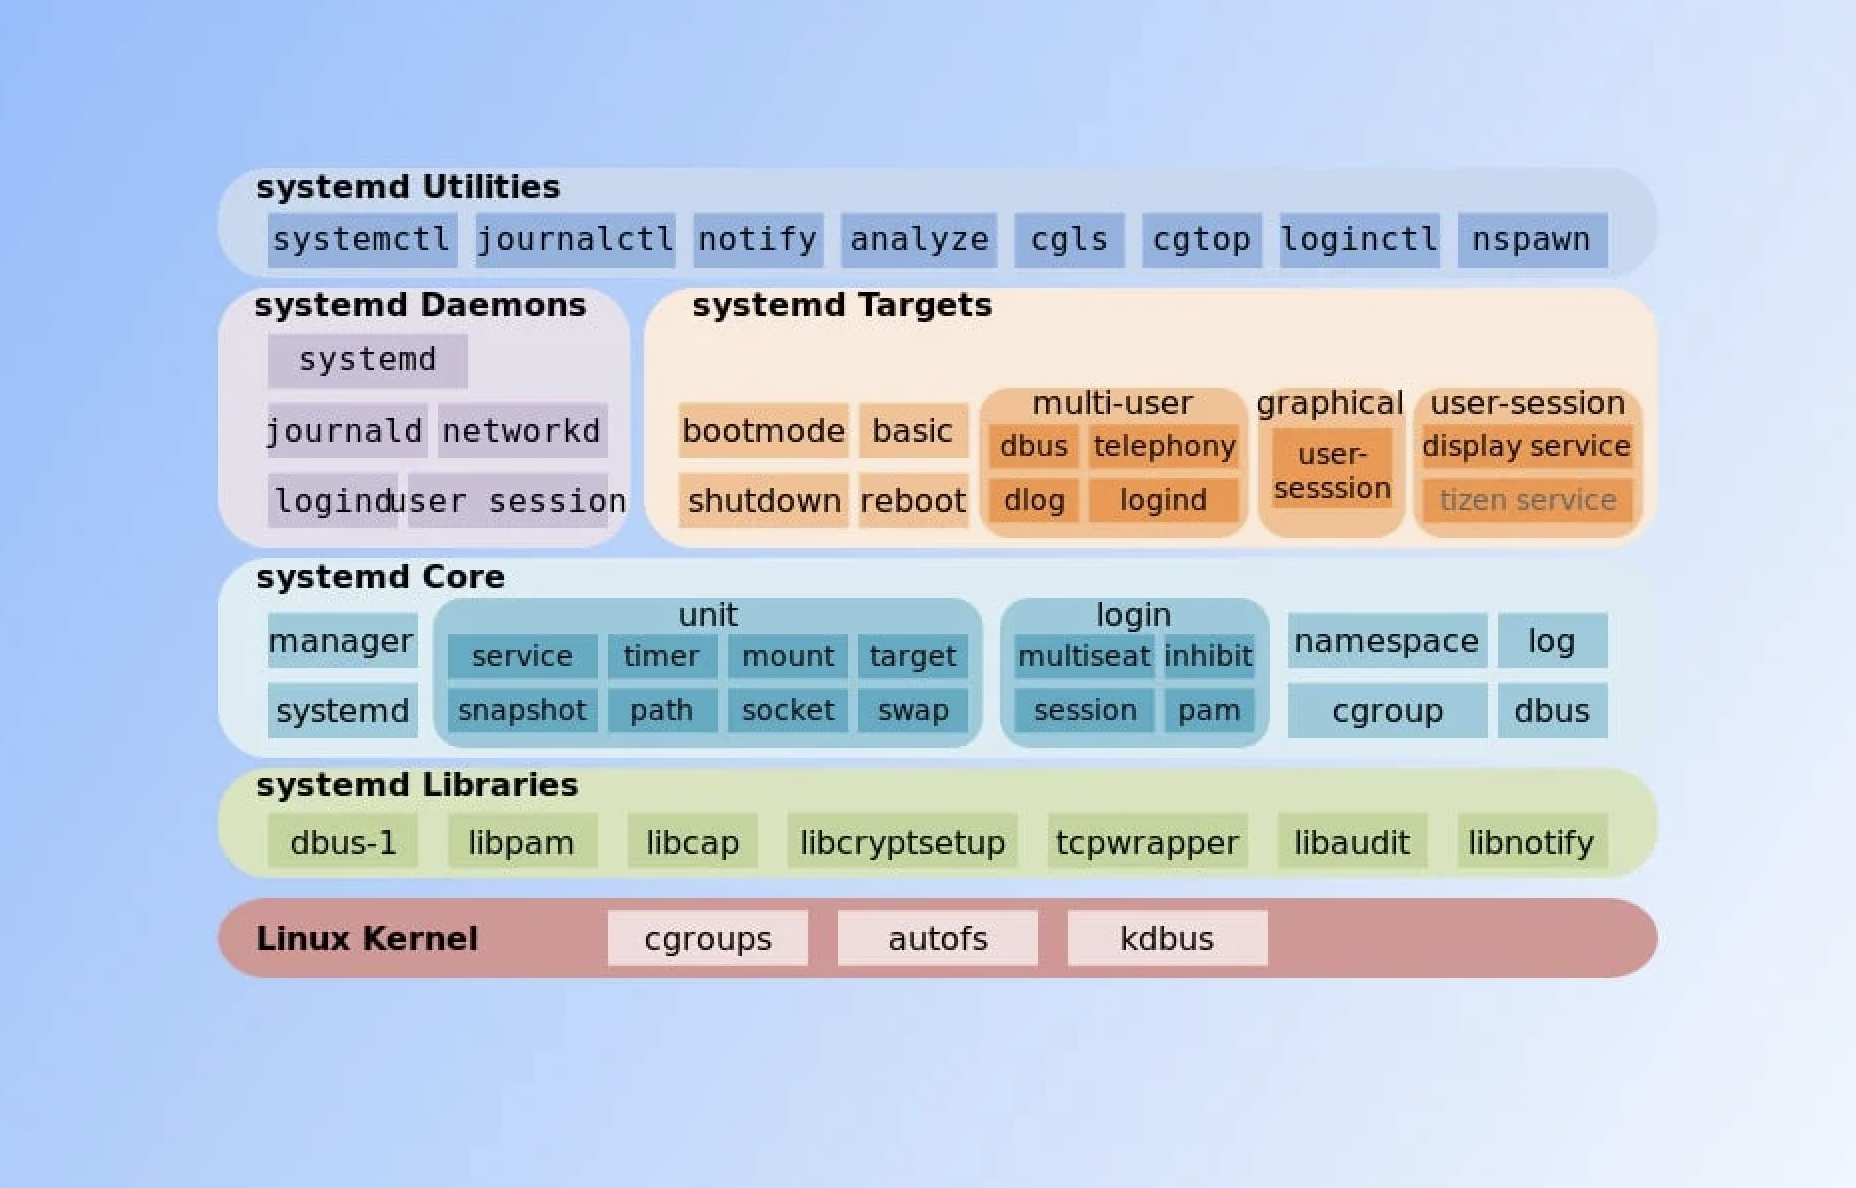 systemd Utilities
systemctl journalctl notify analyze cgls cgtop loginctl nspawn
systemd Daemons
systemd
journald networkd
logind user session
systemd Targets
bootmode basic
shutdown reboot
multi-user
dbus telephony
dlog logind
graphical
user-
sesssion
user-session
display service
tizen service
systemd Core
manager
systemd
unit
service timer mount target
snapshot path socket swap
login
multiseat inhibit
session pam
namespace log
cgroup dbus
systemd Libraries
dbus-1 libpam libcap libcryptsetup tcpwrapper libaudit libnotify
Linux Kernel cgroups autofs kdbus